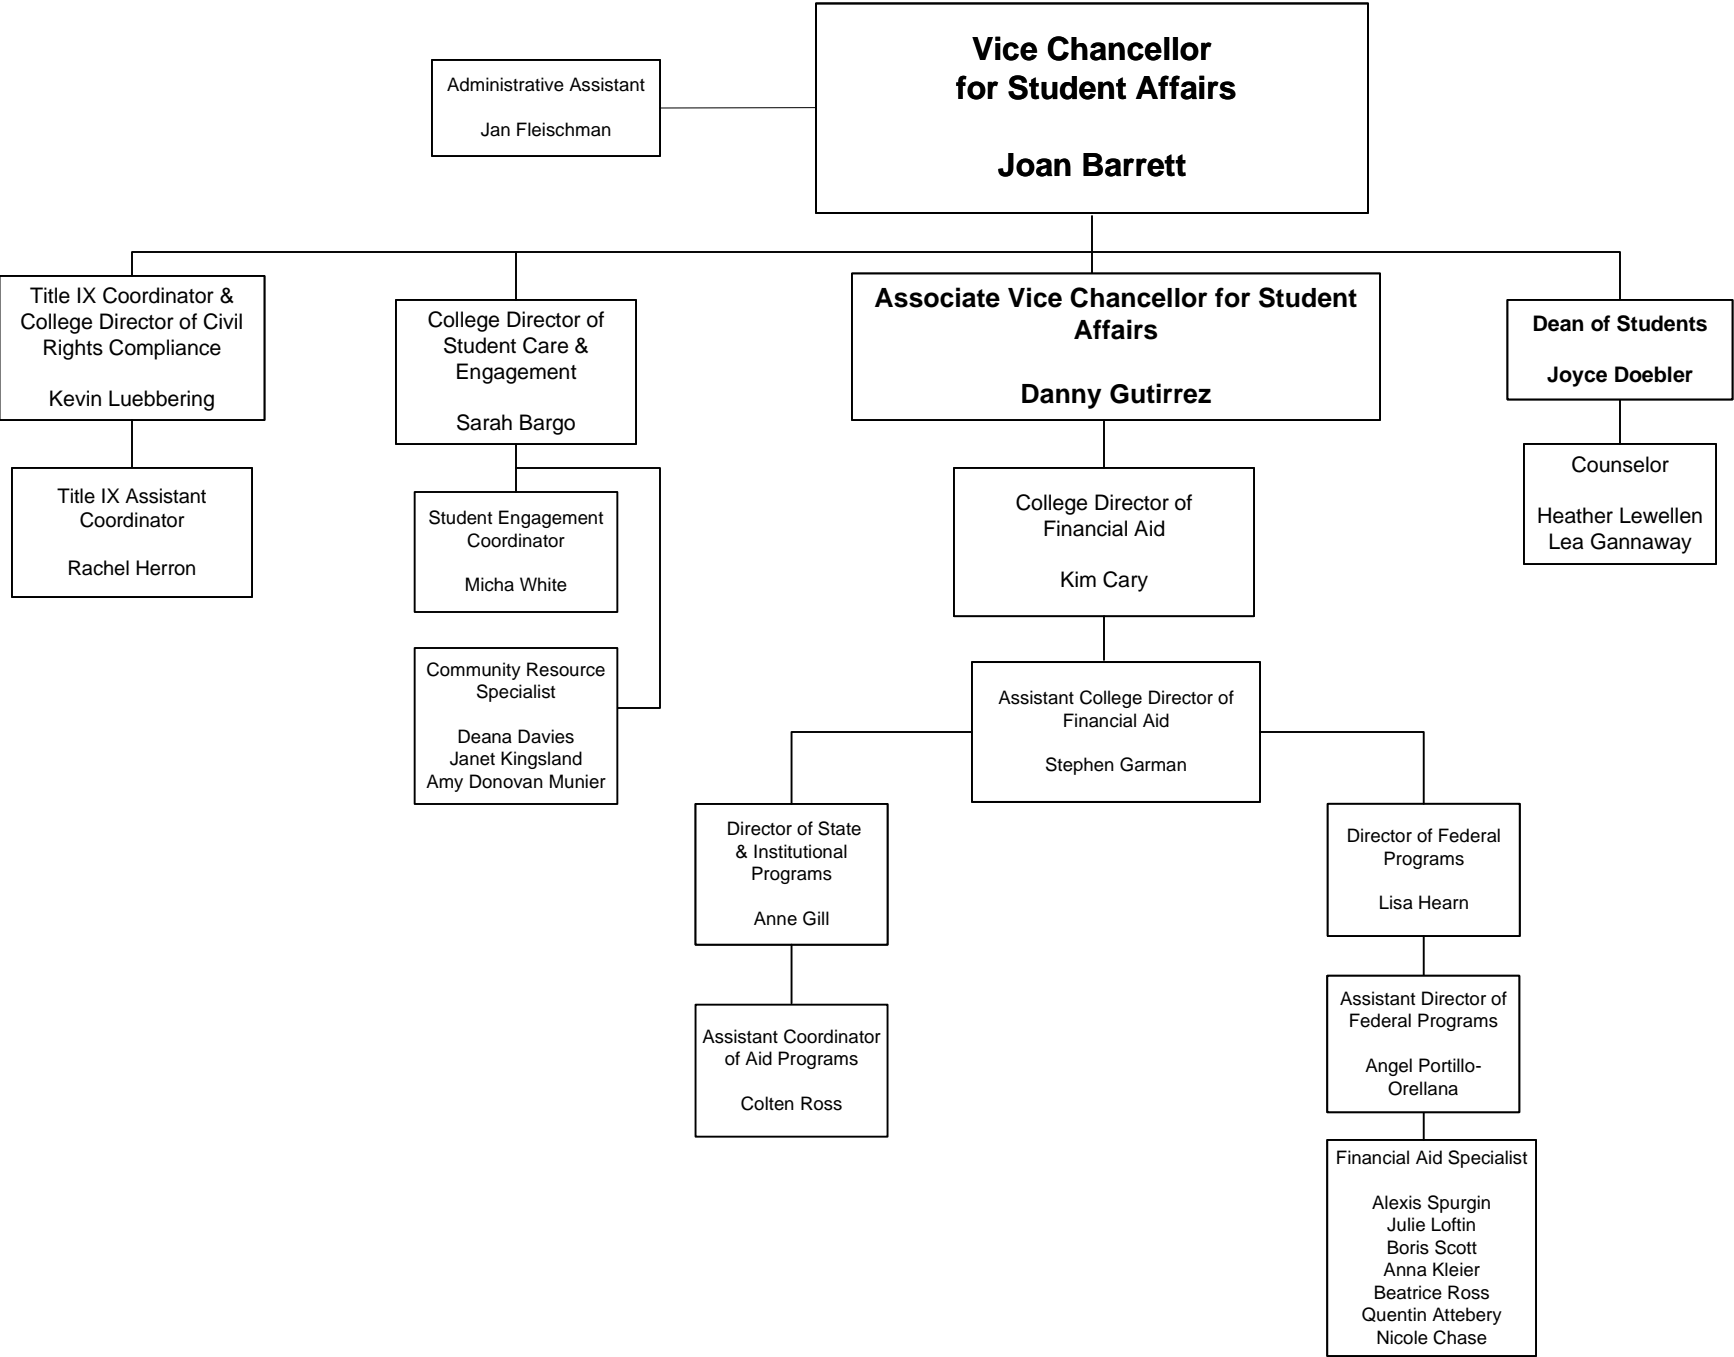 Vice Chancellor
for Student Affairs
Joan Barrett
Administrative Assistant
Jan Fleischman
Title IX Coordinator &
College Director of Civil
Rights Compliance
Kevin Luebbering
College Director of
Student Care &
Engagement
Sarah Bargo
Associate Vice Chancellor for Student
Affairs
Danny Gutirrez
Dean of Students
Joyce Doebler
Title IX Assistant
Coordinator
Rachel Herron
Student Engagement
Coordinator
Micha White
College Director of
Financial Aid
Kim Cary
Counselor
Heather Lewellen
Lea Gannaway
Community Resource
Specialist
Deana Davies
Janet Kingsland
Amy Donovan Munier
Assistant College Director of
Financial Aid
Stephen Garman
Director of State
& Institutional
Programs
Anne Gill
Director of Federal
Programs
Lisa Hearn
Assistant Coordinator
of Aid Programs
Colten Ross
Assistant Director of
Federal Programs
Angel Portillo-
Orellana
Financial Aid Specialist
Alexis Spurgin
Julie Loftin
Boris Scott
Anna Kleier
Beatrice Ross
Quentin Attebery
Nicole Chase